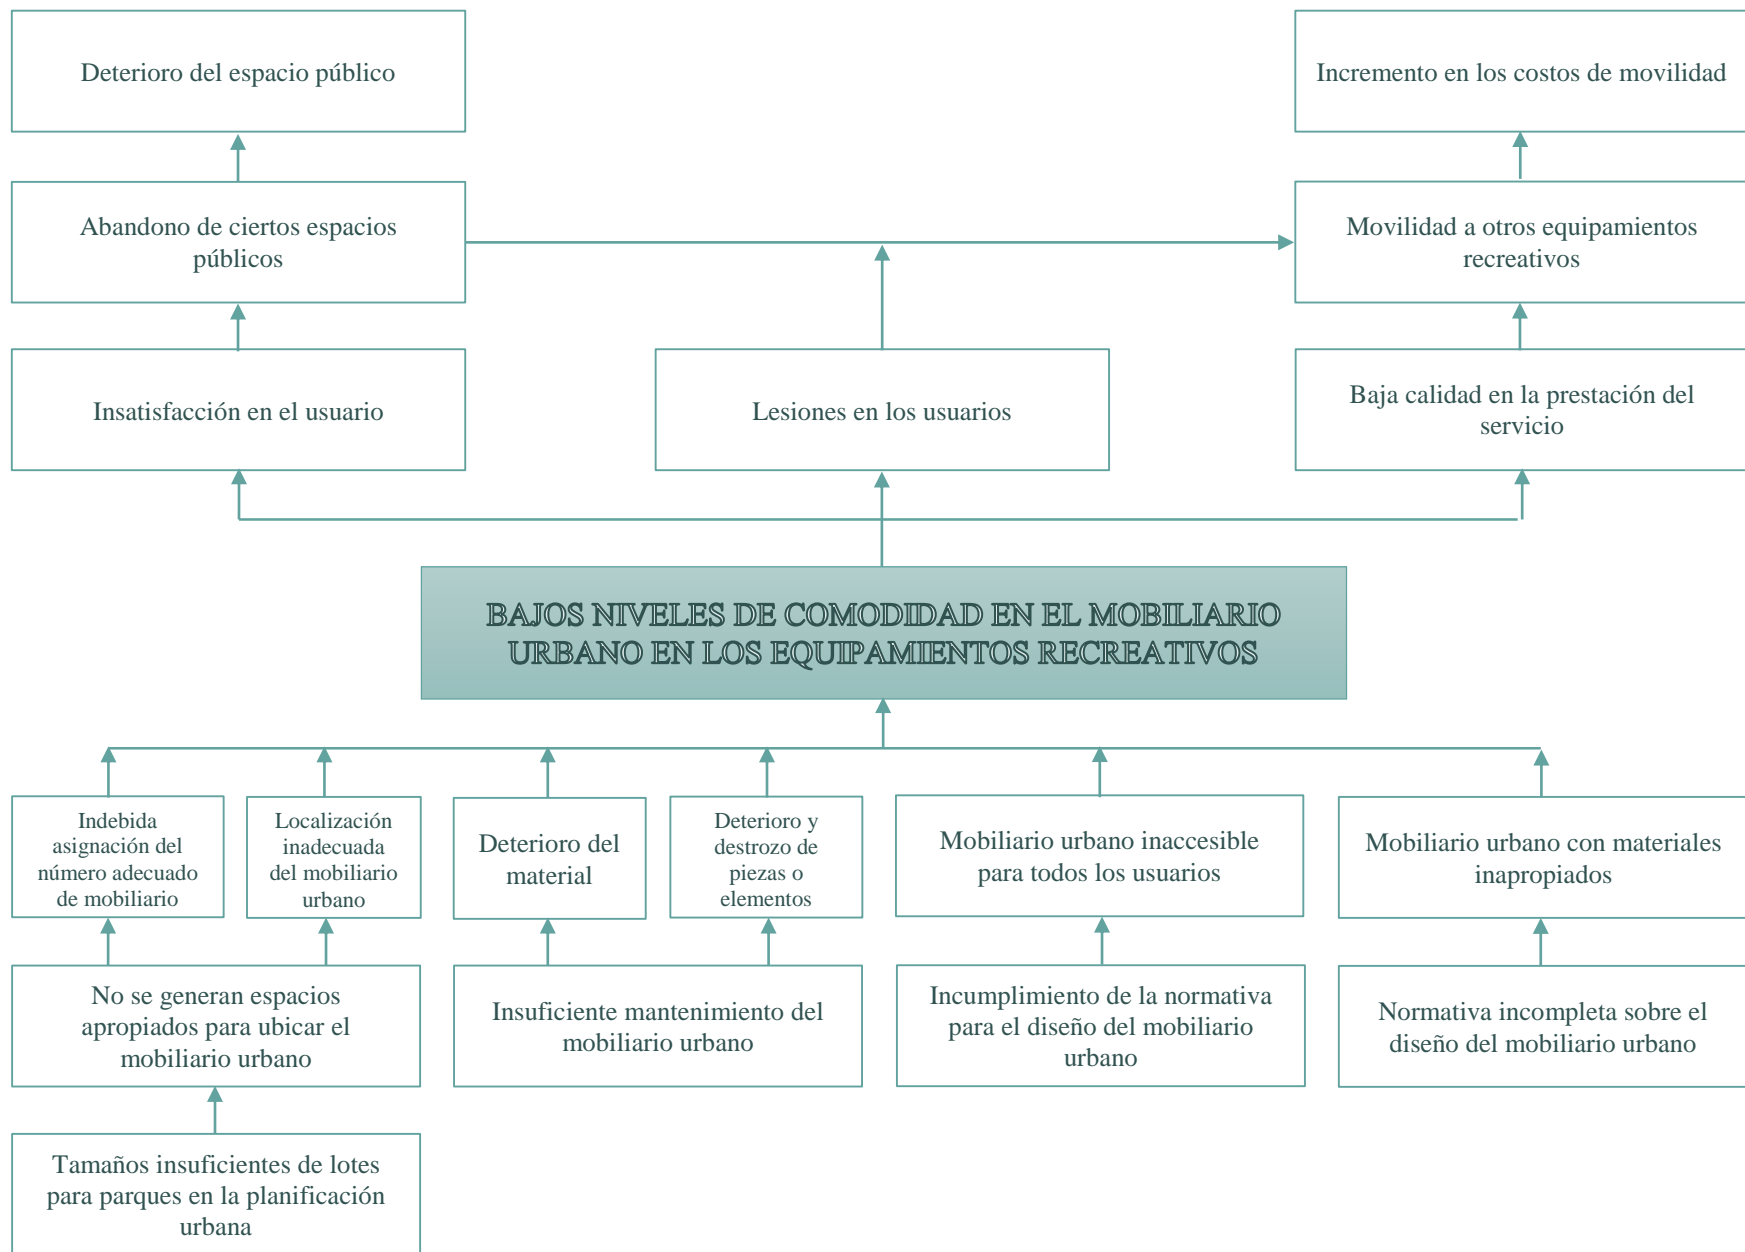 Deterioro del espacio público
Incremento en los costos de movilidad
Abandono de ciertos espacios
públicos
Movilidad a otros equipamientos
recreativos
Insatisfacción en el usuario
Lesiones en los usuarios
Baja calidad en la prestación del
servicio
BAJOS NIVELES DE COMODIDAD EN EL MOBILIARIO
URBANO EN LOS EQUIPAMIENTOS RECREATIVOS
Indebida
asignación del
número adecuado
de mobiliario
Localización
inadecuada
del mobiliario
urbano
Deterioro del
material
Deterioro y
destrozo de
piezas o
elementos
Mobiliario urbano inaccesible
para todos los usuarios
Mobiliario urbano con materiales
inapropiados
No se generan espacios
apropiados para ubicar el
mobiliario urbano
Insuficiente mantenimiento del
mobiliario urbano
Incumplimiento de la normativa
para el diseño del mobiliario
urbano
Normativa incompleta sobre el
diseño del mobiliario urbano
Tamaños insuficientes de lotes
para parques en la planificación
urbana